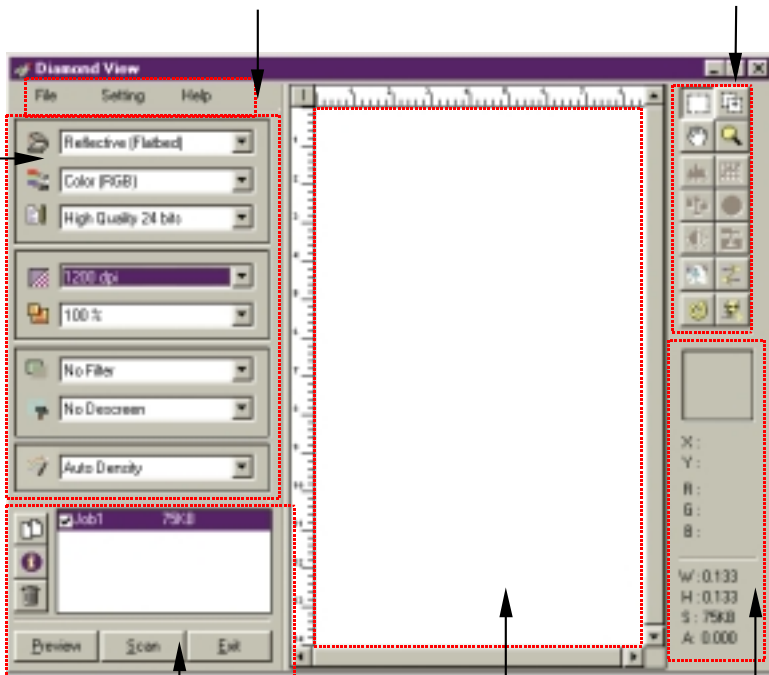 Diamond View
File Setting Help
Reflective (Flatbed)
Color (RGB)
High Quality 24 bits
1200 dpi
100 %
No Filter
No Descreen
Auto Density
Job1 75KB
Preview Scan Exit
X :
Y :
R :
G :
B :
W : 0.133
H : 0.133
S : 75KB
A: 0.000